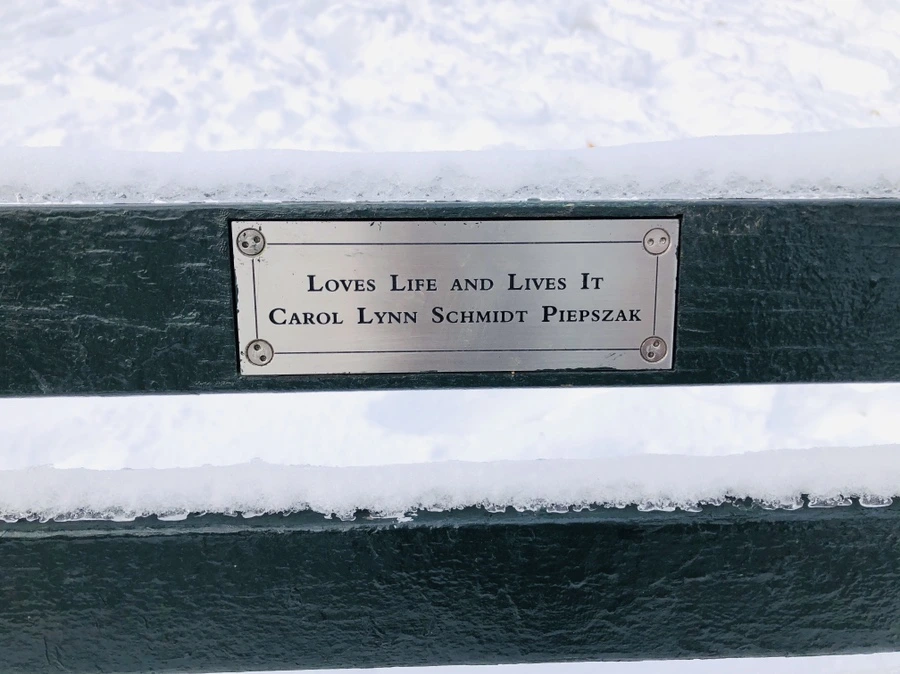 Loves Life and Lives It
Carol Lynn Schmidt Piepszak